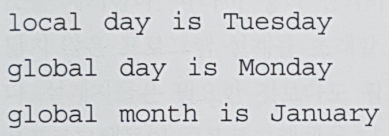 local day is Tuesday
global day is Monday
global month is January